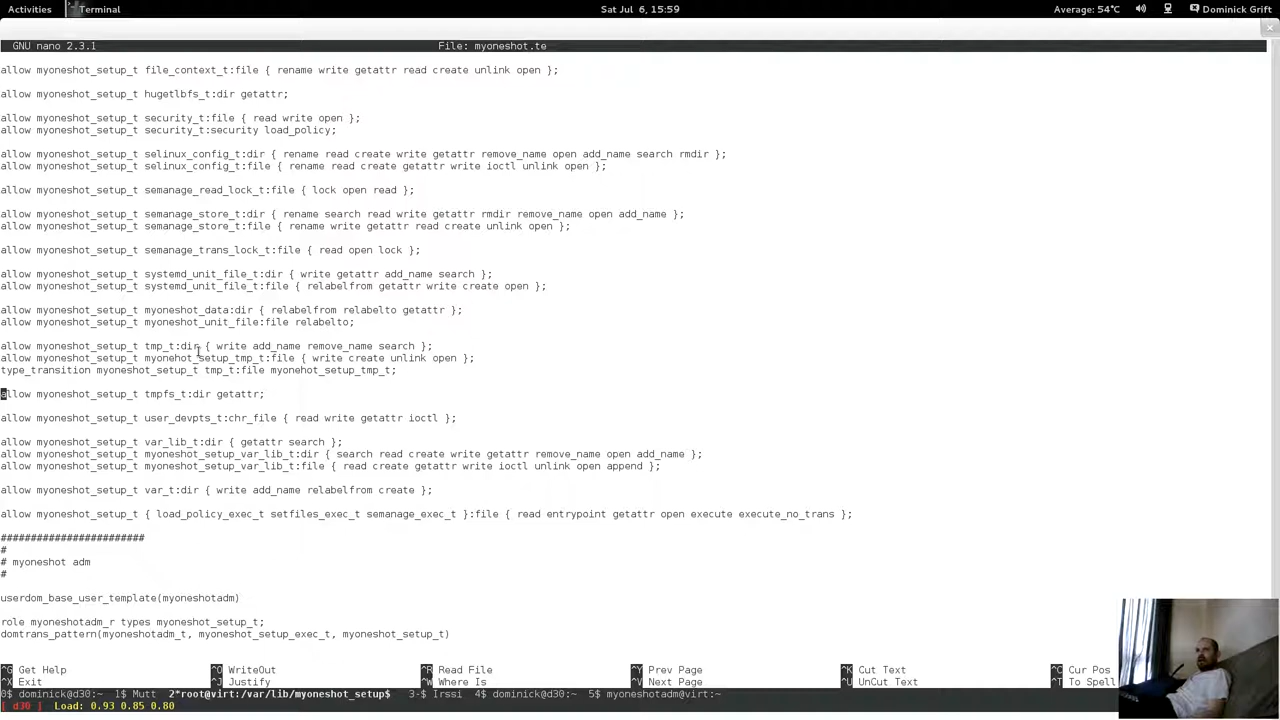 Activities Terminal Sat Jul 6, 15:59 Average: 54°C Dominick Grift
GNU nano 2.3.1 File: myoneshot.te
allow myoneshot_setup_t file_context_t:file { rename write getattr read create unlink open };
allow myoneshot_setup_t hugetlbfs_t:dir getattr;
allow myoneshot_setup_t security_t:file { read write open };
allow myoneshot_setup_t security_t:security load_policy;
allow myoneshot_setup_t selinux_config_t:dir { rename read create write getattr remove_name open add_name search rmdir };
allow myoneshot_setup_t selinux_config_t:file { rename read create getattr write ioctl unlink open };
allow myoneshot_setup_t semanage_read_lock_t:file { lock open read };
allow myoneshot_setup_t semanage_store_t:dir { rename search read write getattr rmdir remove_name open add_name };
allow myoneshot_setup_t semanage_store_t:file { rename write getattr read create unlink open };
allow myoneshot_setup_t semanage_trans_lock_t:file { read open lock };
allow myoneshot_setup_t systemd_unit_file_t:dir { write getattr add_name search };
allow myoneshot_setup_t systemd_unit_file_t:file { relabelfrom getattr write create open };
allow myoneshot_setup_t myoneshot_data:dir { relabelfrom relabelto getattr };
allow myoneshot_setup_t myoneshot_unit_file:file relabelto;
allow myoneshot_setup_t tmp_t:dir { write add_name remove_name search };
allow myoneshot_setup_t myonehot_setup_tmp_t:file { write create unlink open };
type_transition myoneshot_setup_t tmp_t:file myonehot_setup_tmp_t;
allow myoneshot_setup_t tmpfs_t:dir getattr;
allow myoneshot_setup_t user_devpts_t:chr_file { read write getattr ioctl };
allow myoneshot_setup_t var_lib_t:dir { getattr search };
allow myoneshot_setup_t myoneshot_setup_var_lib_t:dir { search read create write getattr remove_name open add_name };
allow myoneshot_setup_t myoneshot_setup_var_lib_t:file { read create getattr write ioctl unlink open append };
allow myoneshot_setup_t var_t:dir { write add_name relabelfrom create };
allow myoneshot_setup_t { load_policy_exec_t setfiles_exec_t semanage_exec_t }:file { read entrypoint getattr open execute execute_no_trans };
########################
#
# myoneshot adm
#
userdom_base_user_template(myoneshotadm)
role myoneshotadm_r types myoneshot_setup_t;
domtrans_pattern(myoneshotadm_t, myoneshot_setup_exec_t, myoneshot_setup_t)
^G Get Help ^O WriteOut ^R Read File ^Y Prev Page ^K Cut Text ^C Cur Pos
^X Exit ^J Justify ^W Where Is ^V Next Page ^U UnCut Text ^T To Spell
0$ dominick@d30:~ 1$ Mutt 2*root@virt:/var/lib/myoneshot_setup$ 3-$ Irssi 4$ dominick@d30:~ 5$ myoneshotadm@virt:~
[ d30 ] Load: 0.93 0.85 0.80